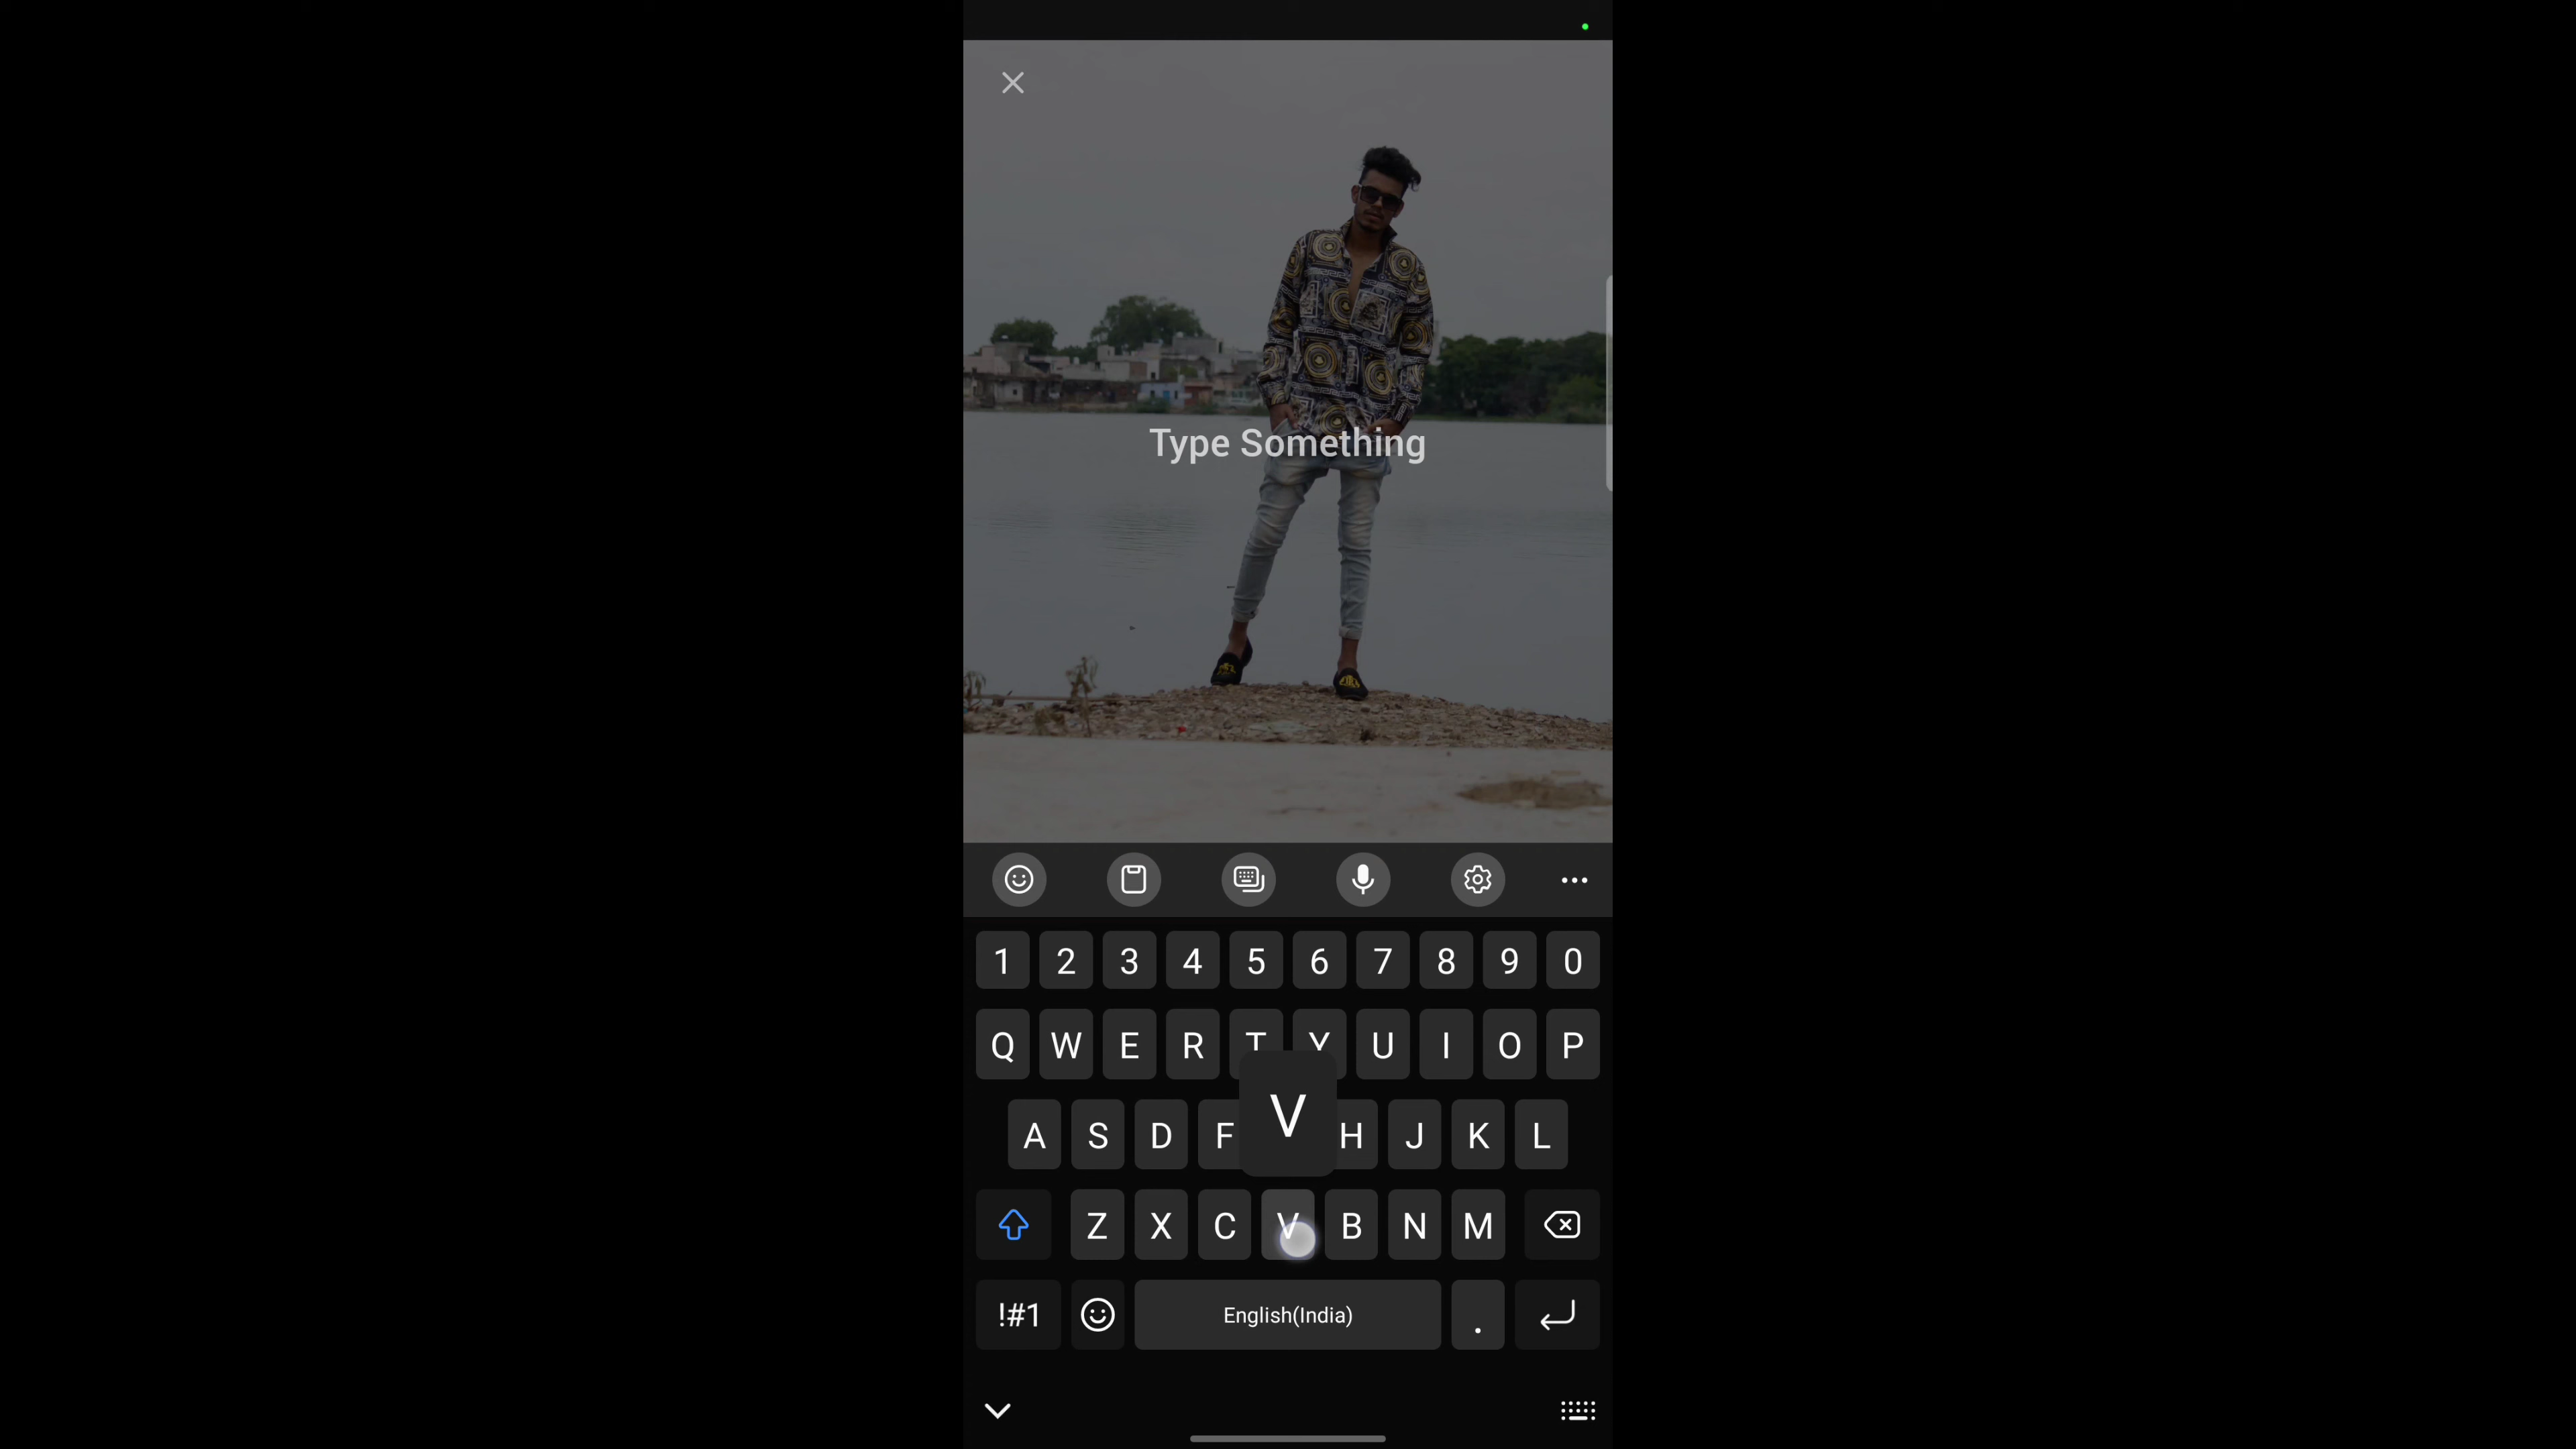 Type Something
1 2 3 4 5 6 7 8 9 0
Q W E R T Y U I O P
A S D F V H J K L
Z X C V B N M
!#1 English(India) .